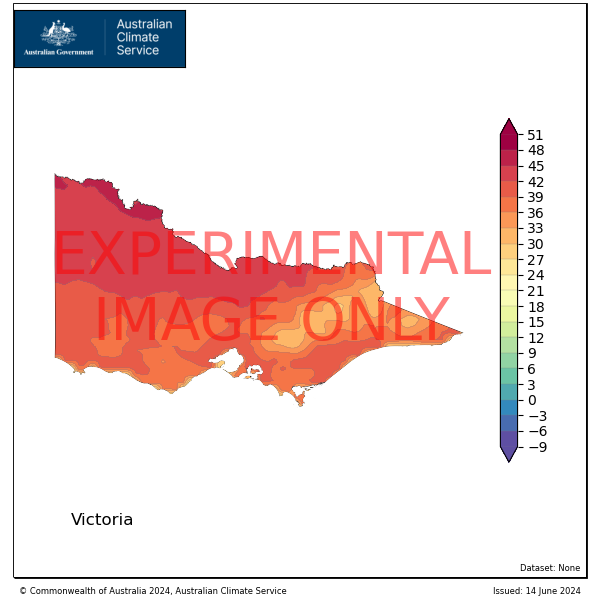 Australian Government
Australian
Climate
Service
51
48
45
42
39
36
33
30
27
24
21
18
15
12
9
6
3
0
−3
−6
−9
EXPERIMENTAL
IMAGE ONLY
Victoria
Dataset: None
© Commonwealth of Australia 2024, Australian Climate Service
Issued: 14 June 2024